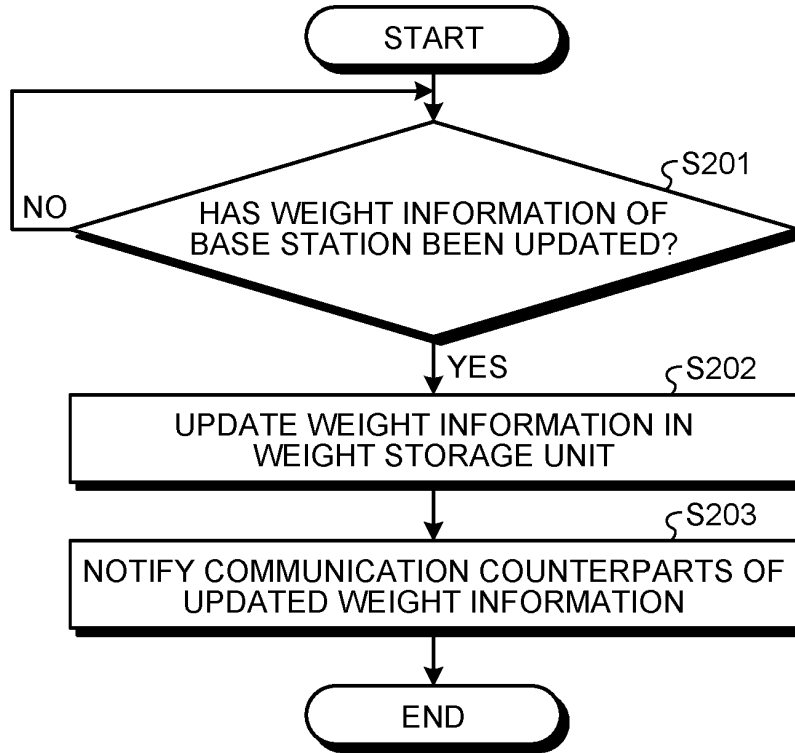 START
S201
HAS WEIGHT INFORMATION OF
BASE STATION BEEN UPDATED?
NO
YES
S202
UPDATE WEIGHT INFORMATION IN
WEIGHT STORAGE UNIT
S203
NOTIFY COMMUNICATION COUNTERPARTS OF
UPDATED WEIGHT INFORMATION
END